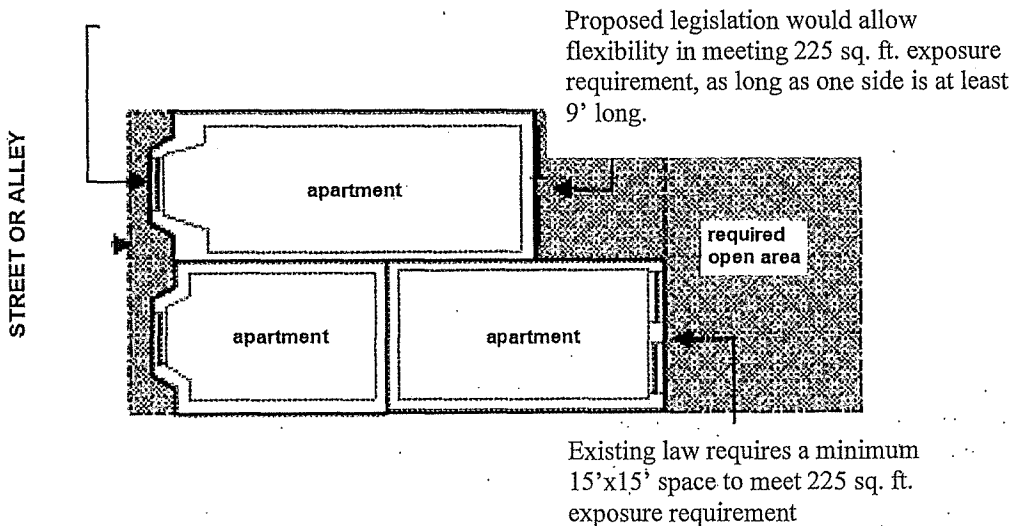 Proposed legislation would allow
flexibility in meeting 225 sq. ft. exposure
requirement, as long as one side is at least
9’ long.
STREET OR ALLEY
apartment
required
open area
apartment
apartment
Existing law requires a minimum
15’x15’ space to meet 225 sq. ft.
exposure requirement